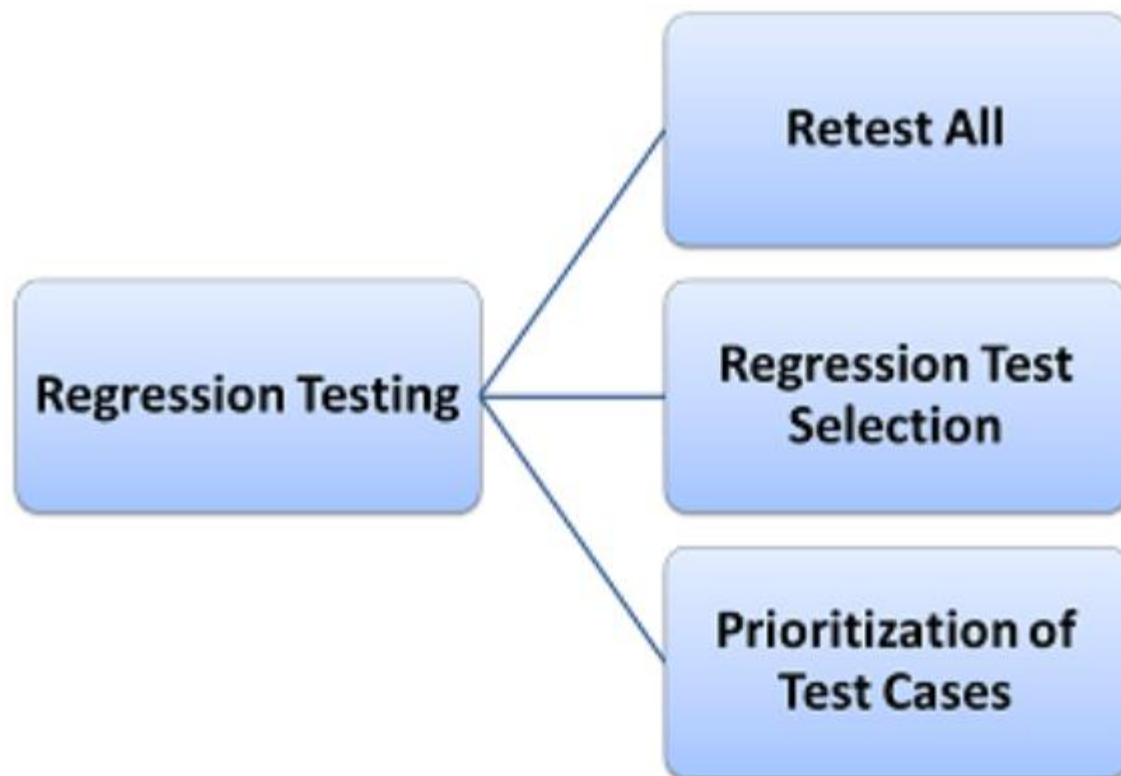 Retest All
Regression Testing
Regression Test
Selection
Prioritization of
Test Cases